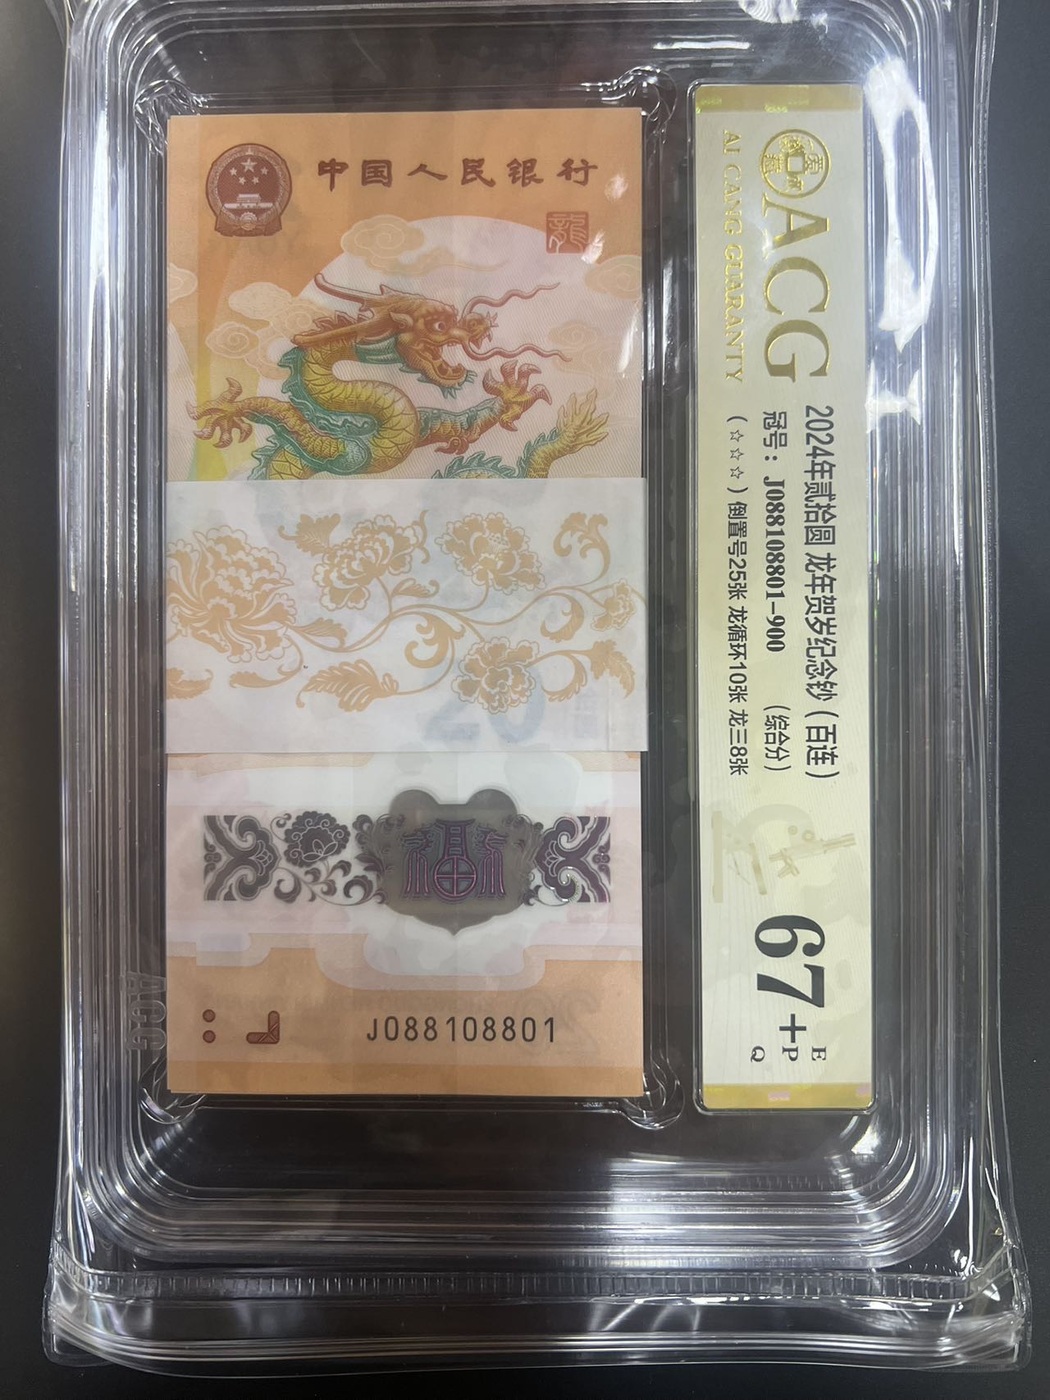 中国人民银行
龍
20
J088108801
ACG
ACG
AI CANG GUARANTY
2024年贰拾圆 龙年贺岁纪念钞（百连）
冠号：J088108801-900 （综合分）
（☆☆☆）倒置号25张 龙循环10张 龙三8张
67+
E
P
Q